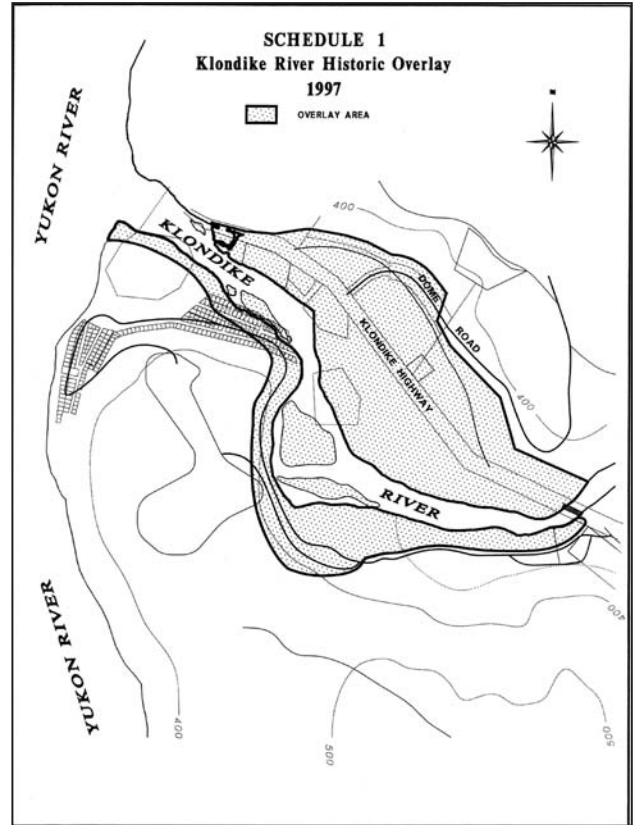 SCHEDULE 1
Klondike River Historic Overlay
1997
OVERLAY AREA
YUKON RIVER
KLONDIKE
400
DOME
ROAD
KLONDIKE HIGHWAY
400
RIVER
YUKON RIVER
400
400
500
500